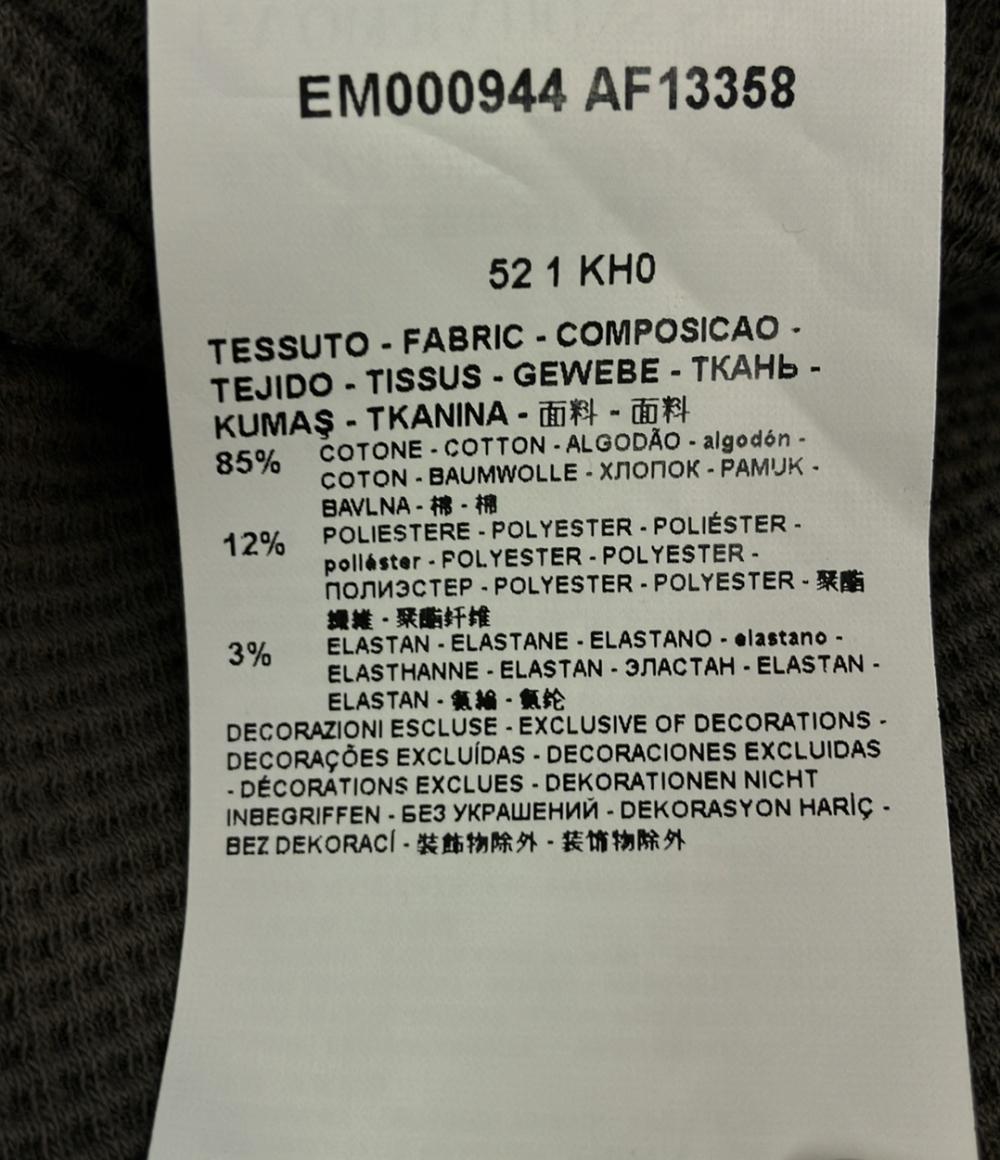 EM000944 AF13358
52 1 KH0
TESSUTO - FABRIC - COMPOSICAO -
TEJIDO - TISSUS - GEWEBE - ТКАНЬ -
KUMAŞ - TKANINA - 面料 - 面料
85% COTONE - COTTON - ALGODÃO - algodón -
COTON - BAUMWOLLE - ХЛОПОК - PAMUK -
BAVLNA - 棉 - 棉
12% POLIESTERE - POLYESTER - POLIÉSTER -
poliéster - POLYESTER - POLYESTER -
ПОЛИЭСТЕР - POLYESTER - POLYESTER - 聚酯
纖維 - 聚酯纤维
3% ELASTAN - ELASTANE - ELASTANO - elastano -
ELASTHANNE - ELASTAN - ЭЛАСТАН - ELASTAN -
ELASTAN - 氨綸 - 氨纶
DECORAZIONI ESCLUSE - EXCLUSIVE OF DECORATIONS -
DECORAÇÕES EXCLUÍDAS - DECORACIONES EXCLUIDAS
- DÉCORATIONS EXCLUES - DEKORATIONEN NICHT
INBEGRIFFEN - БЕЗ УКРАШЕНИЙ - DEKORASYON HARİÇ -
BEZ DEKORACÍ - 裝飾物除外 - 装饰物除外